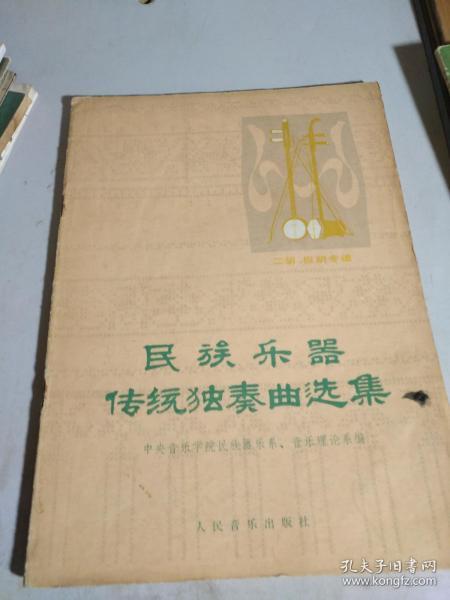 二胡、板胡专辑
民族乐器
传统独奏曲选集
中央音乐学院民族器乐系、音乐理论系编
人民音乐出版社
孔夫子旧书网
www.kongfz.com